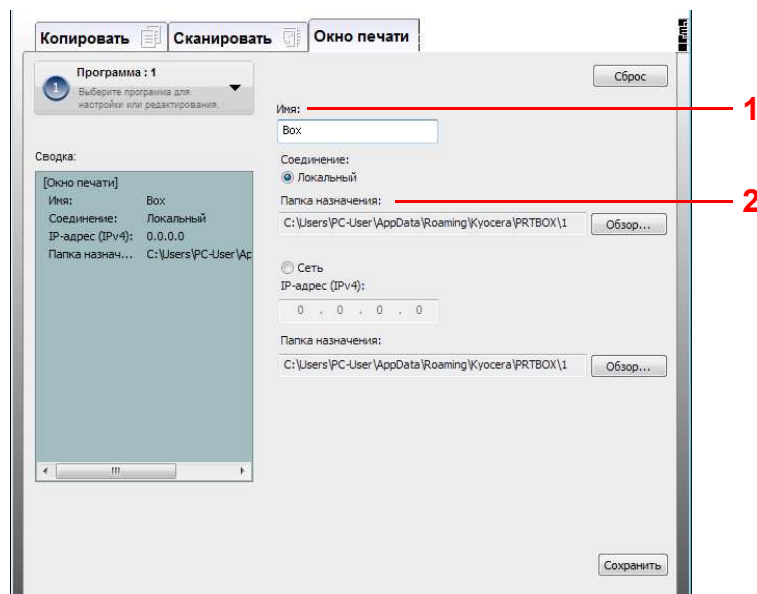 Копировать
Сканировать
Окно печати
1
Программа : 1
Выберите программа для
настройки или редактирования.
Сброс
Имя:
1
Box
Сводка:
[Окно печати]
Имя: Box
Соединение: Локальный
IP-адрес (IPv4): 0.0.0.0
Папка назнач... C:\Users\PC-User\Ap
Соединение:
Локальный
Папка назначения:
2
C:\Users\PC-User\AppData\Roaming\Kyocera\PRTBOX\1
Обзор...
Сеть
IP-адрес (IPv4):
0 . 0 . 0 . 0
Папка назначения:
C:\Users\PC-User\AppData\Roaming\Kyocera\PRTBOX\1
Обзор...
Сохранить